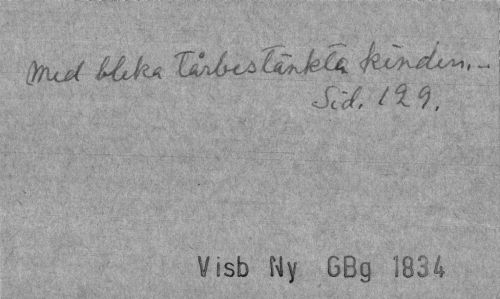 Med bleka tårbestänkta kinden...
Sid. 129.
Visb Ny GBg 1834